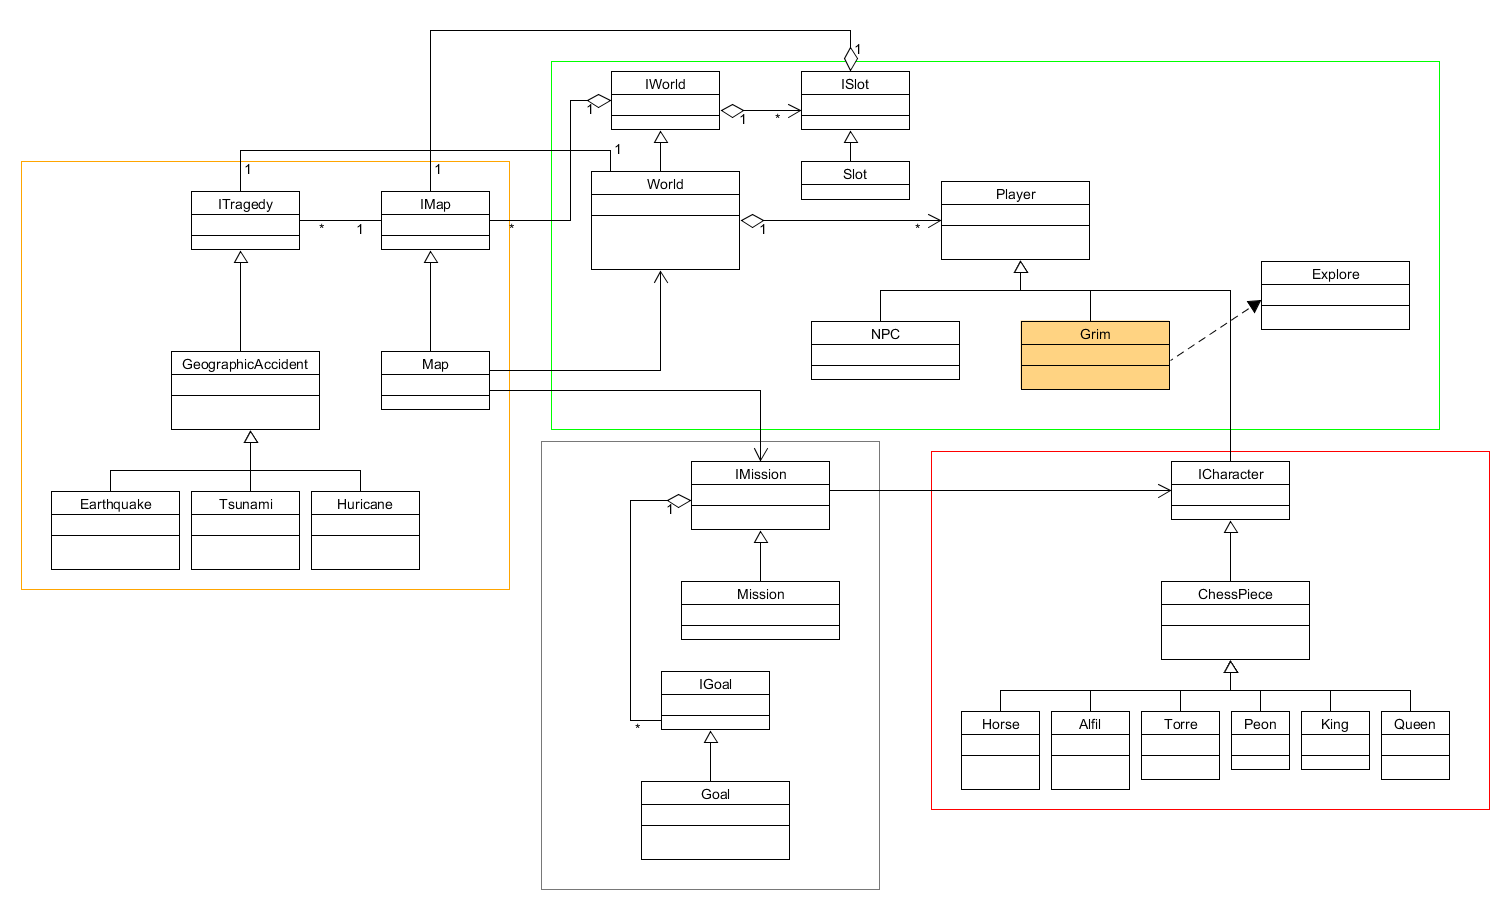 1
IWorld
ISlot
1
1
*
1
1
1
Slot
World
Player
ITragedy
IMap
*
1
*
1
*
Explore
NPC
Grim
GeographicAccident
Map
IMission
ICharacter
Earthquake
Tsunami
Huricane
1
Mission
ChessPiece
IGoal
*
Horse
Alfil
Torre
Peon
King
Queen
Goal